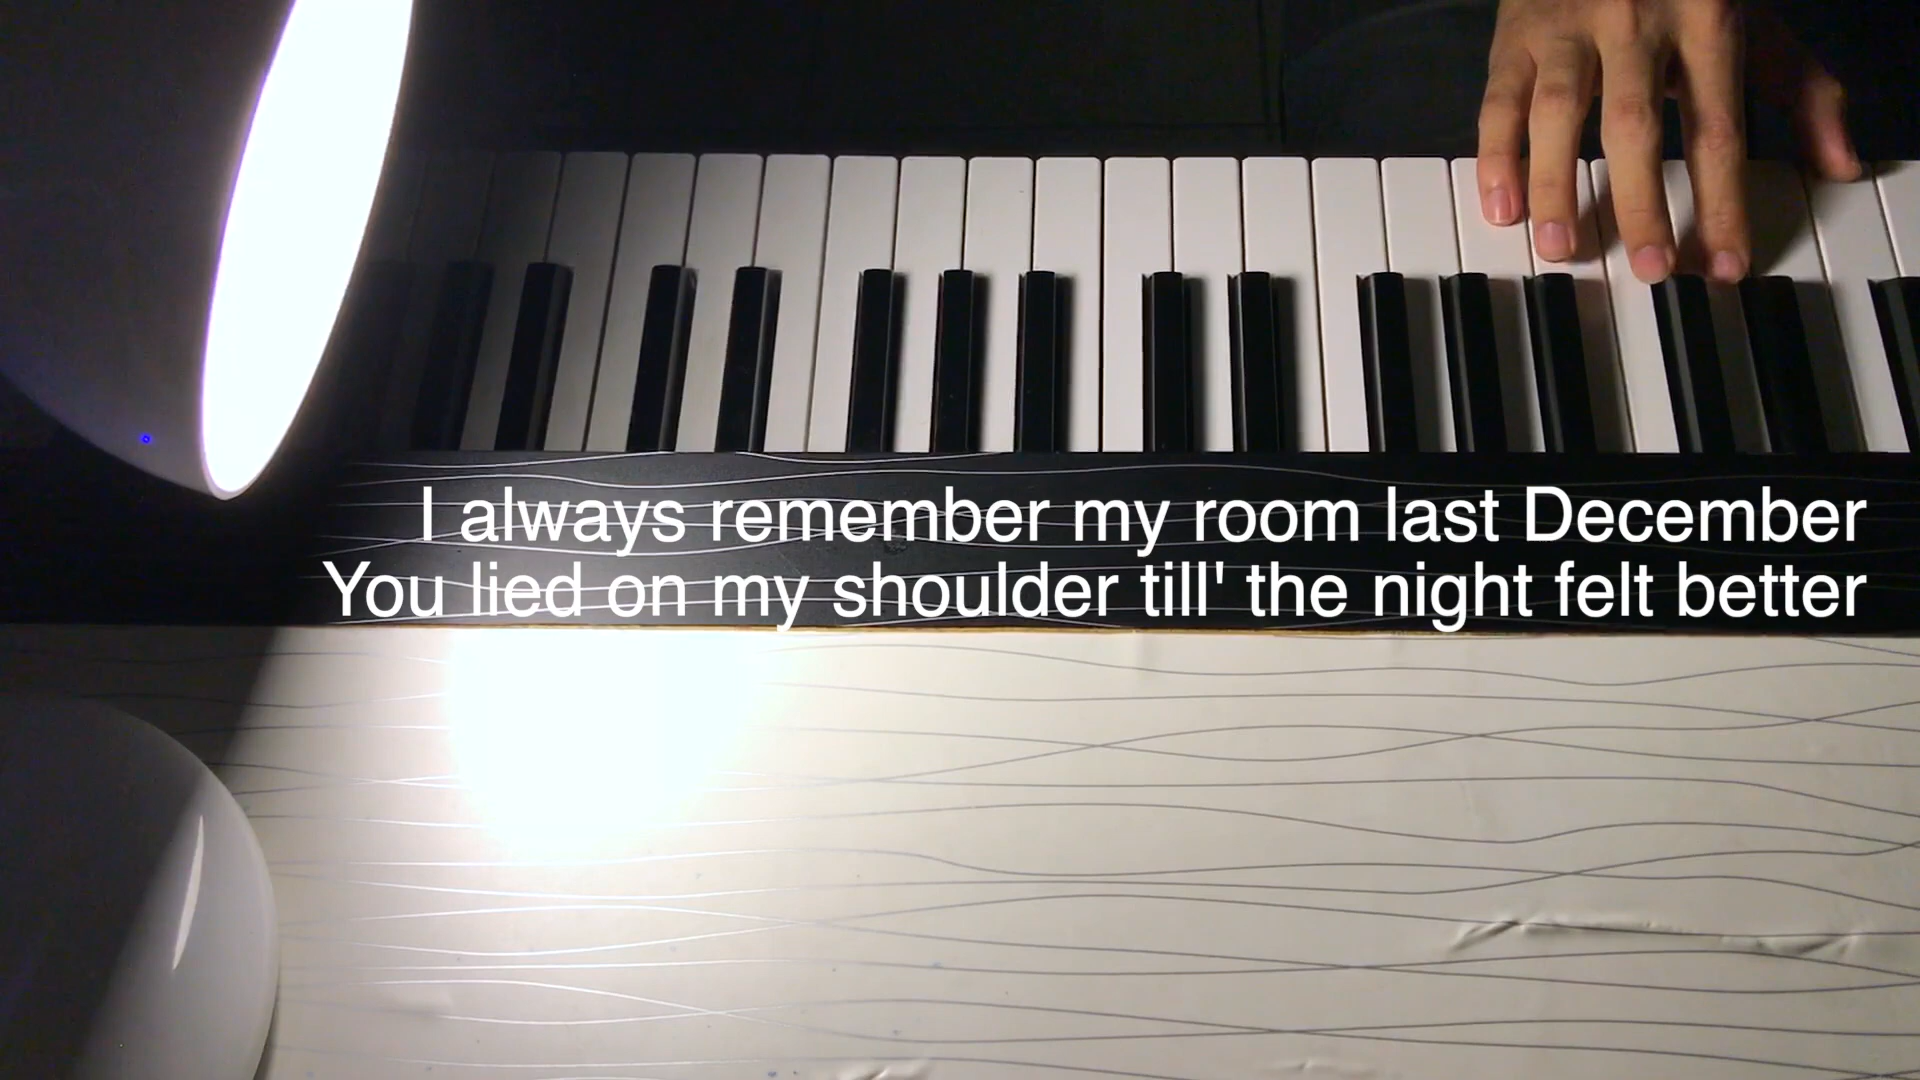 I always remember my room last December
You lied on my shoulder till' the night felt better